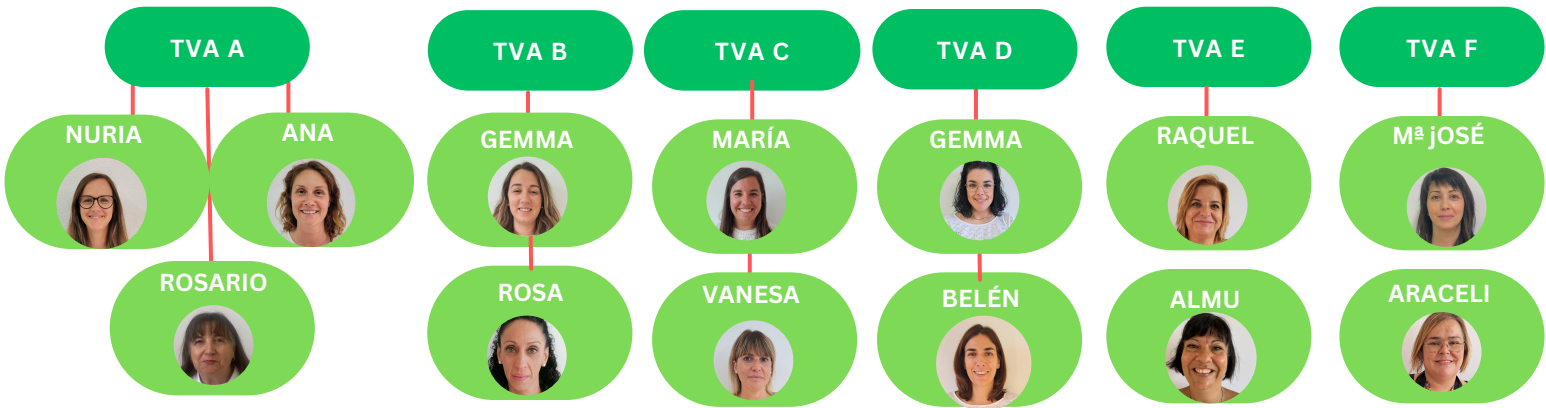 TVA A
TVA B
TVA C
TVA D
TVA E
TVA F
NURIA
ANA
GEMMA
MARÍA
GEMMA
RAQUEL
Mª jOSÉ
ROSARIO
ROSA
VANESA
BELÉN
ALMU
ARACELI